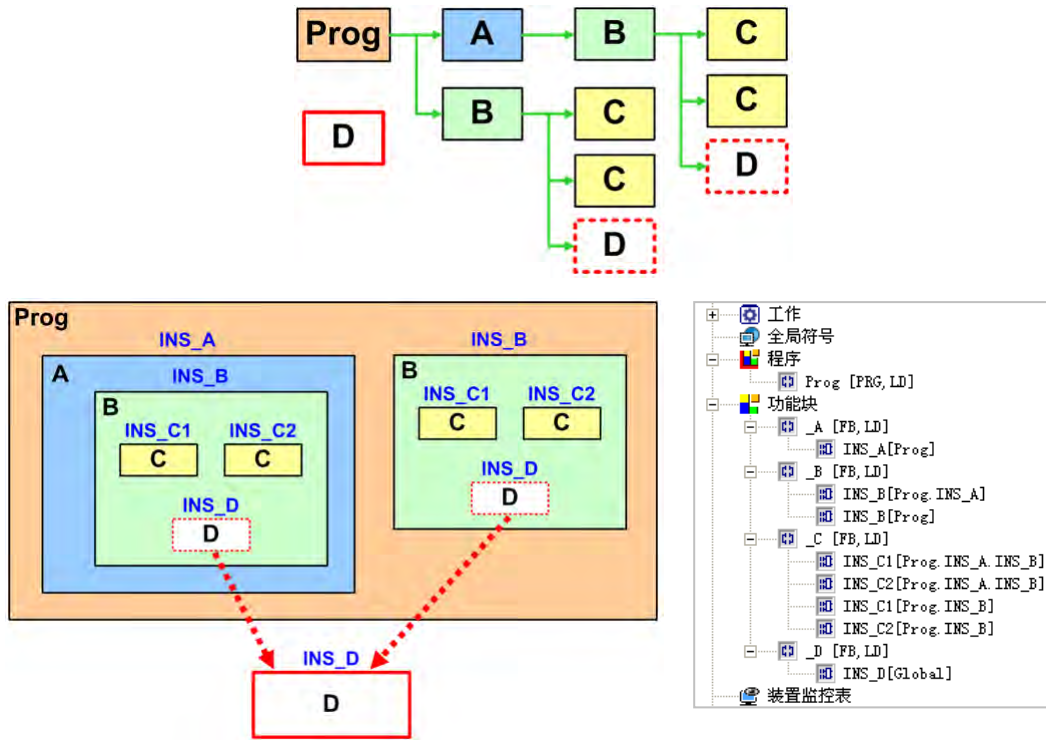 Prog A B C
D B C C
C D
D
Prog
INS_A INS_B
A INS_B B
B INS_C1 INS_C2
INS_C1 INS_C2 C C
C C INS_D
INS_D D
D
INS_D
D
工作
全局符号
程序
Prog [PRG,LD]
功能块
_A [FB,LD]
INS_A[Prog]
_B [FB,LD]
INS_B[Prog.INS_A]
INS_B[Prog]
_C [FB,LD]
INS_C1[Prog.INS_A.INS_B]
INS_C2[Prog.INS_A.INS_B]
INS_C1[Prog.INS_B]
INS_C2[Prog.INS_B]
_D [FB,LD]
INS_D[Global]
装置监控表